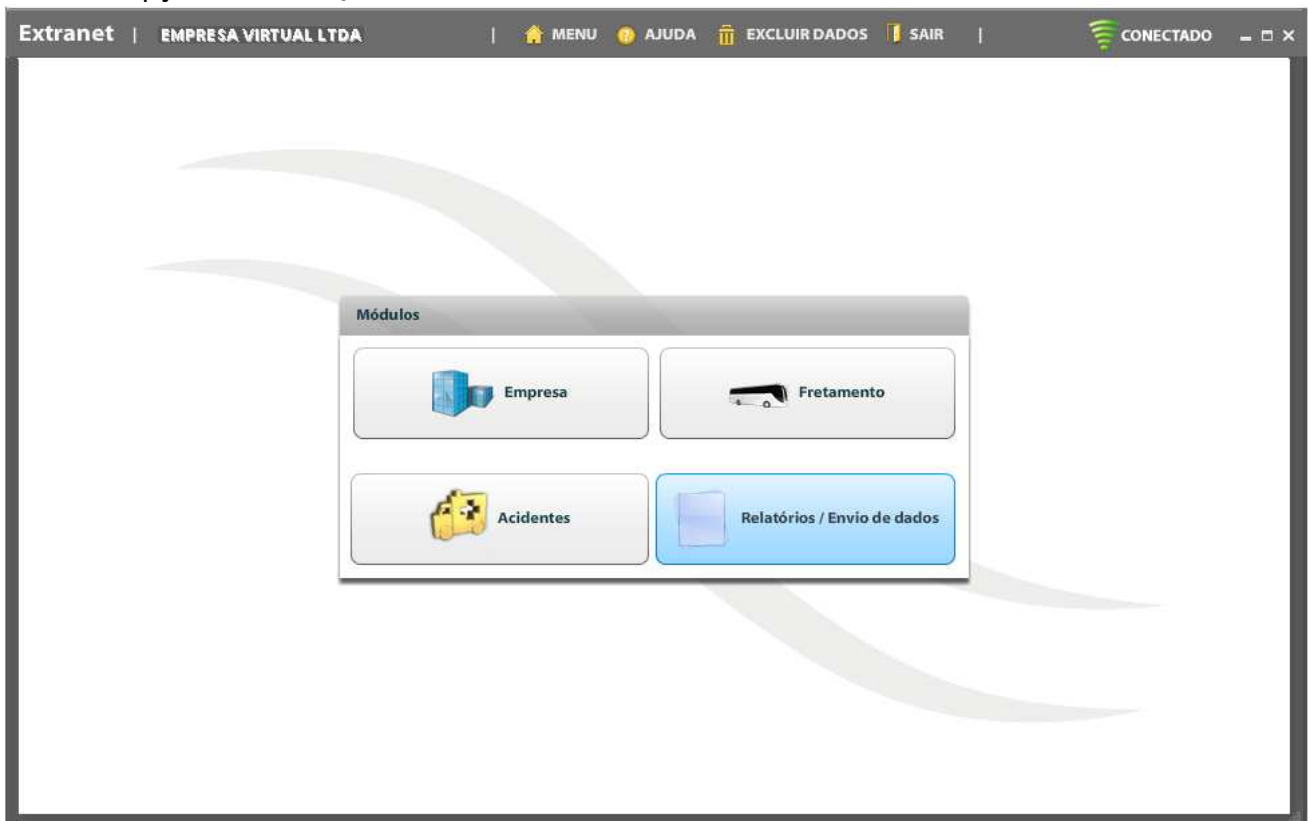 Extranet | EMPRESA VIRTUAL LTDA | MENU AJUDA EXCLUIR DADOS SAIR | CONECTADO
Módulos
Empresa Fretamento
Acidentes Relatórios / Envio de dados